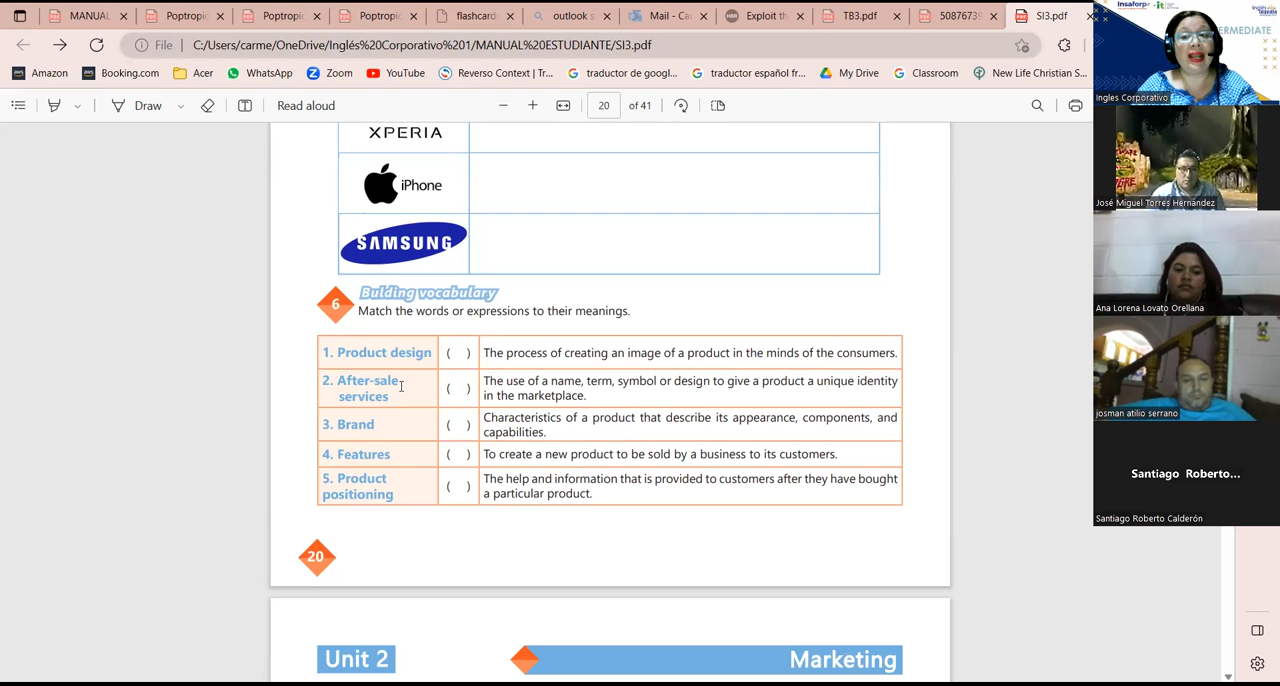 MANUAL
Poptropic
Poptropic
Poptropic
flashcard
outlook s
Mail - Ca
Exploit th
TB3.pdf
5087673
SI3.pdf
File
C:/Users/carme/OneDrive/Inglés%20Corporativo%201/MANUAL%20ESTUDIANTE/SI3.pdf
Amazon
Booking.com
Acer
WhatsApp
Zoom
YouTube
Reverso Context | Tr...
traductor de googl...
traductor español fr...
My Drive
Classroom
New Life Christian S...
Draw
Read aloud
20
of 41
XPERIA
iPhone
SAMSUNG
6
Bulding vocabulary
Match the words or expressions to their meanings.
1. Product design
( )
The process of creating an image of a product in the minds of the consumers.
2. After-sale
services
( )
The use of a name, term, symbol or design to give a product a unique identity
in the marketplace.
3. Brand
( )
Characteristics of a product that describe its appearance, components, and
capabilities.
4. Features
( )
To create a new product to be sold by a business to its customers.
5. Product
positioning
( )
The help and information that is provided to customers after they have bought
a particular product.
20
Unit 2
Marketing
Insaforp
it
ERMEDIATE
Ingles Corporativo
José Miguel Torres Hernández
Ana Lorena Lovato Orellana
josman atilio serrano
Santiago Roberto...
Santiago Roberto Calderón